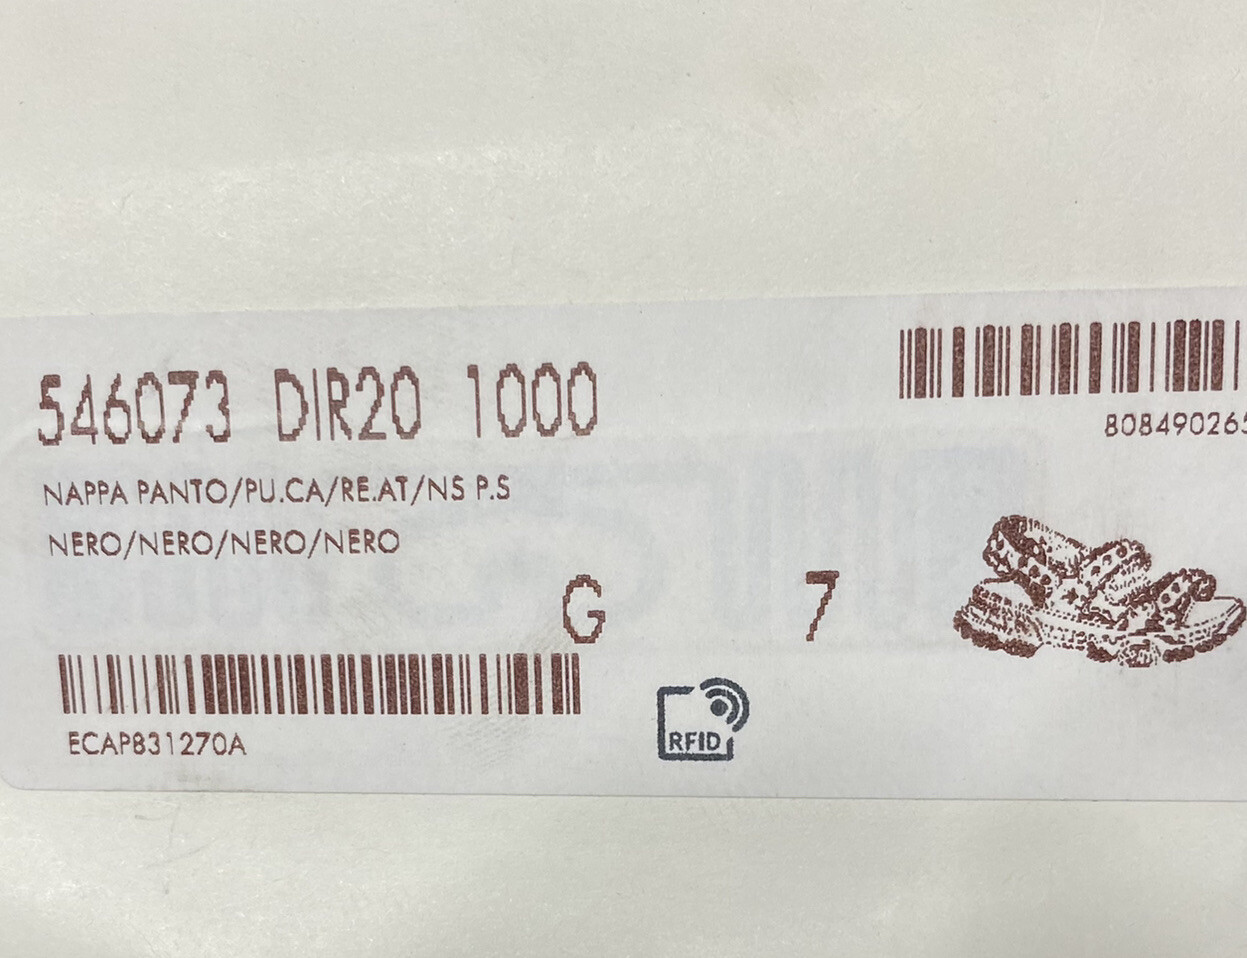 546073 DIR20 1000
808490265
NAPPA PANTO/PU.CA/RE.AT/NS P.S
NERO/NERO/NERO/NERO
G 7
ECAP831270A
RFID